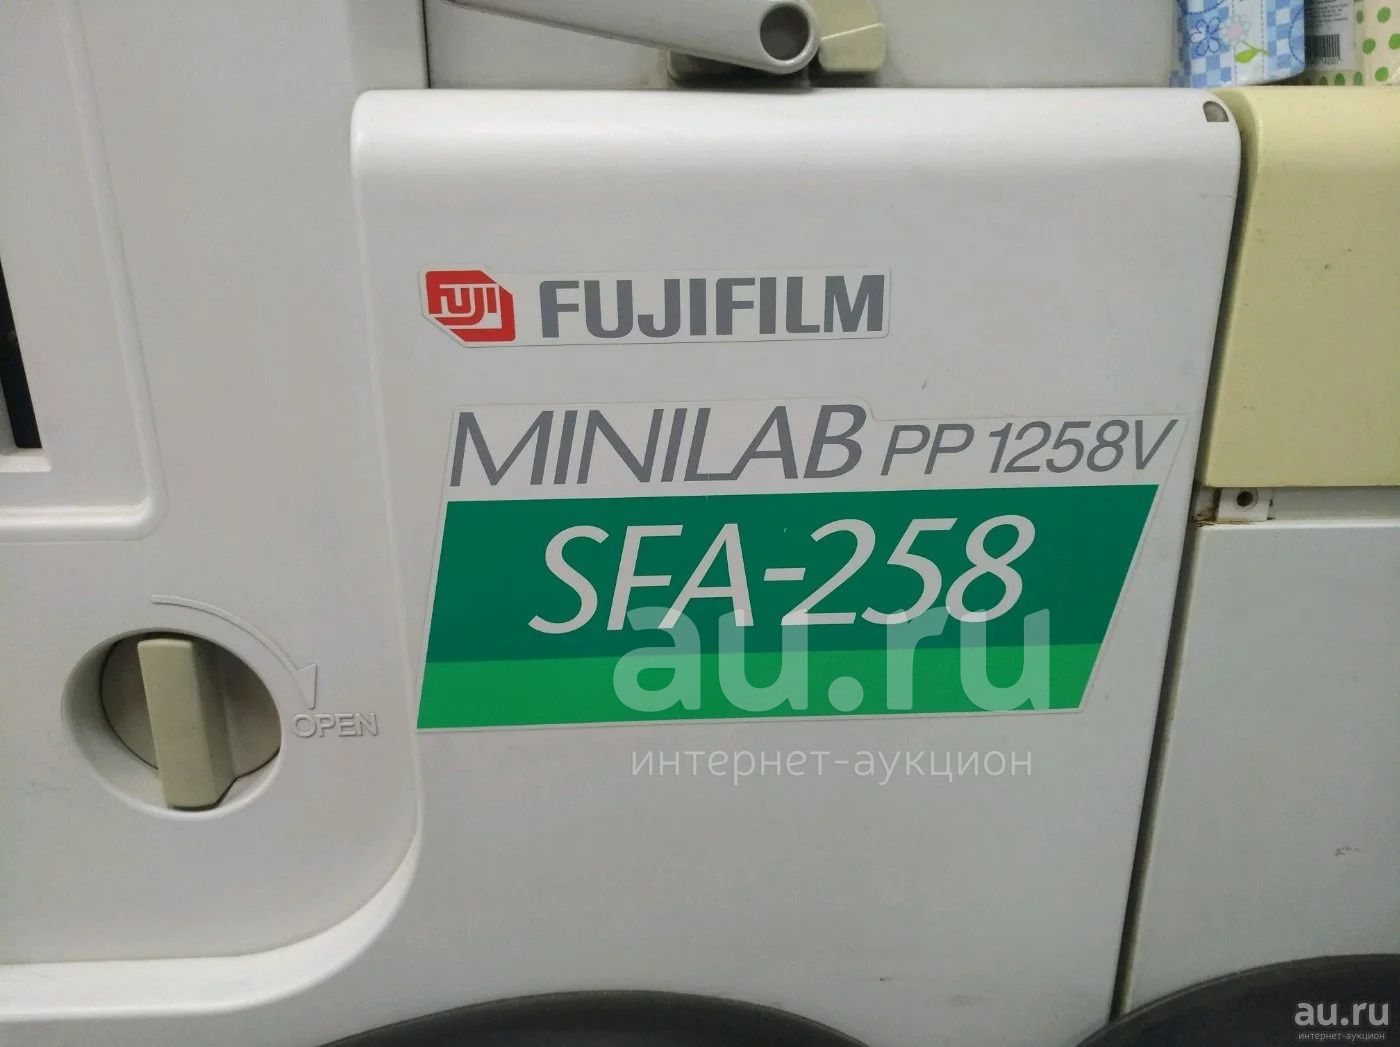 FUJI FUJIFILM
MINILAB PP 1258V
SFA-258
OPEN
au.ru
интернет-аукцион
au.ru
интернет-аукцион